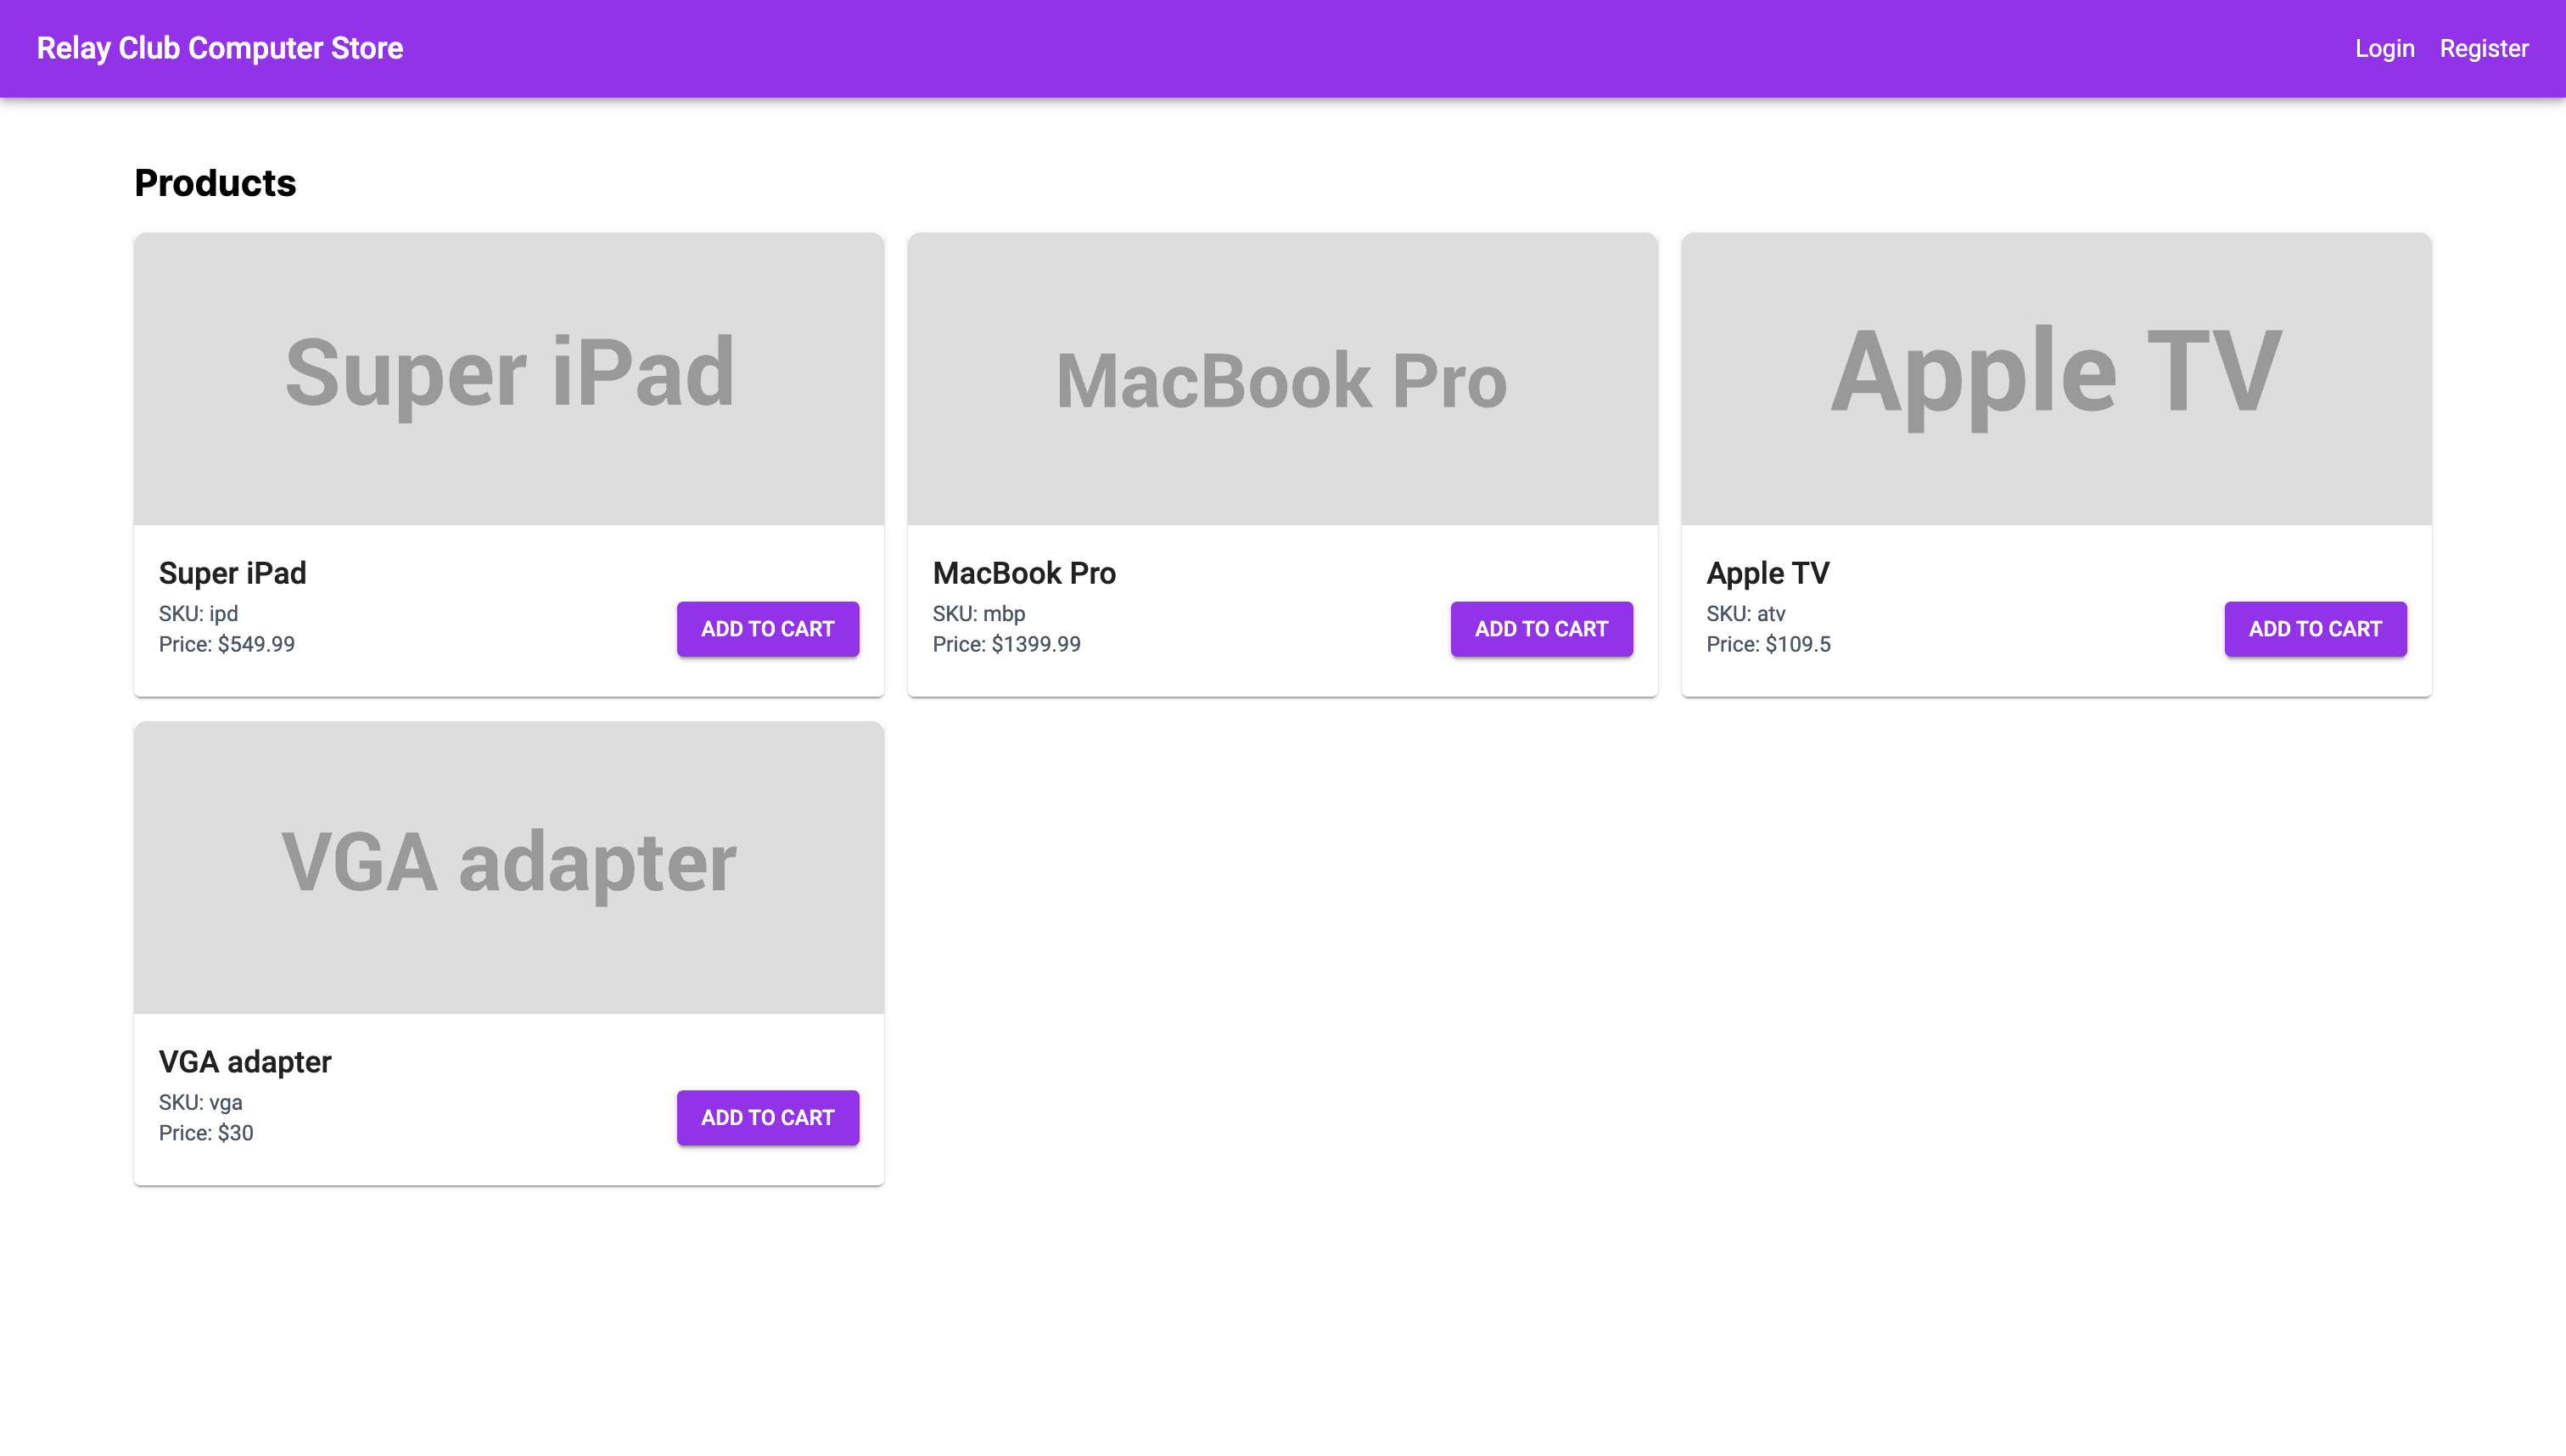 Relay Club Computer Store
Login
Register
Products
Super iPad
Super iPad
SKU: ipd
Price: $549.99
ADD TO CART
MacBook Pro
MacBook Pro
SKU: mbp
Price: $1399.99
ADD TO CART
Apple TV
Apple TV
SKU: atv
Price: $109.5
ADD TO CART
VGA adapter
VGA adapter
SKU: vga
Price: $30
ADD TO CART